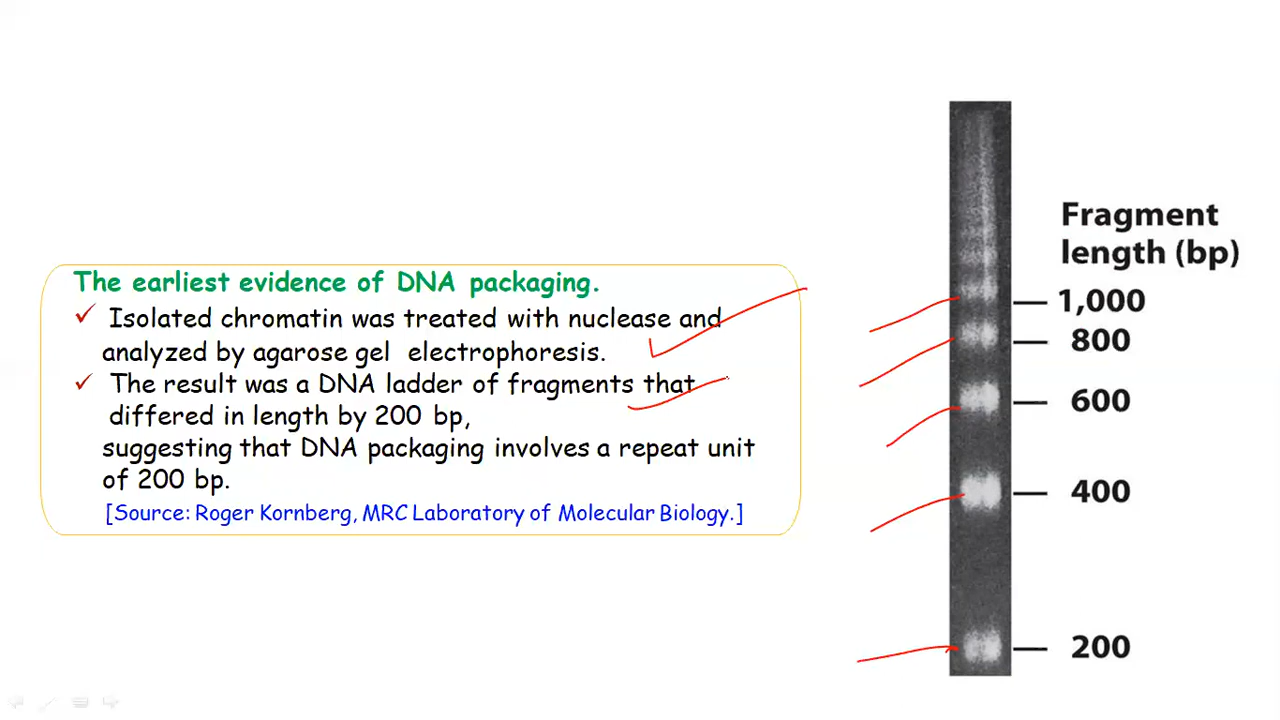 The earliest evidence of DNA packaging.
Isolated chromatin was treated with nuclease and
analyzed by agarose gel electrophoresis.
The result was a DNA ladder of fragments that
differed in length by 200 bp,
suggesting that DNA packaging involves a repeat unit
of 200 bp.
[Source: Roger Kornberg, MRC Laboratory of Molecular Biology.]
Fragment
length (bp)
1,000
800
600
400
200